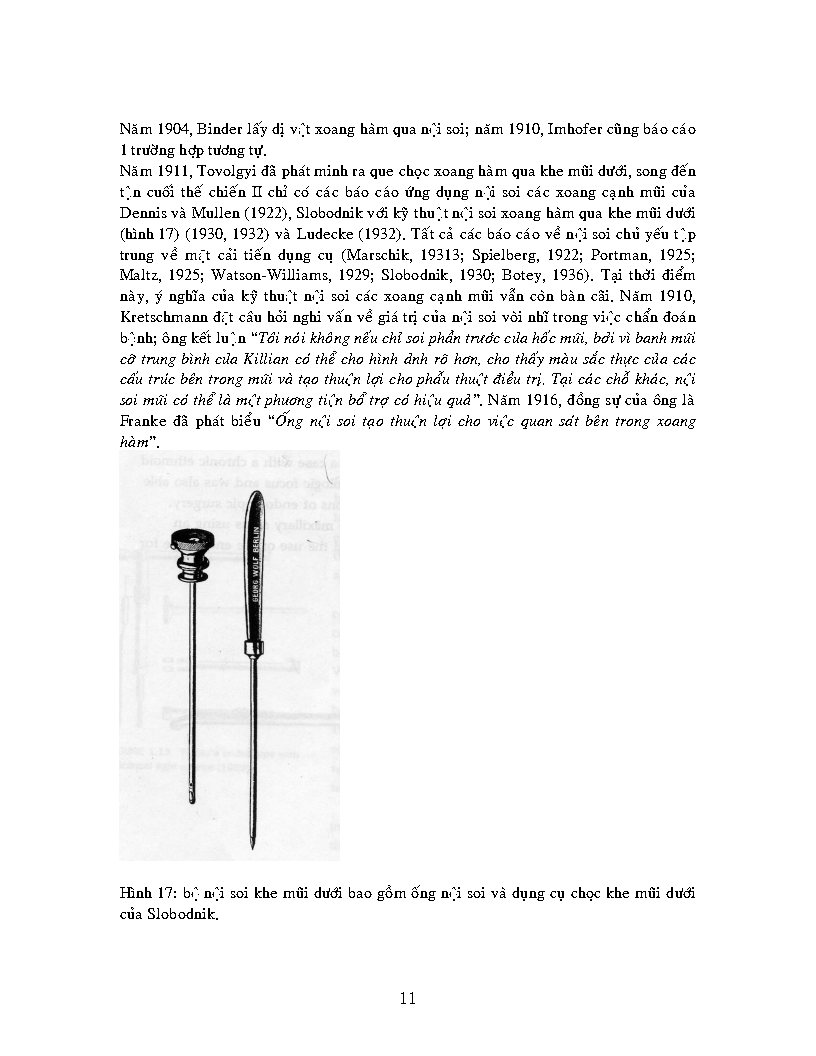 Năm 1904, Binder lấy dị vật xoang hàm qua nội soi; năm 1910, Imhofer cũng báo cáo
1 trường hợp tương tự.
Năm 1911, Tovolgyi đã phát minh ra que chọc xoang hàm qua khe mũi dưới, song đến
tận cuối thế chiến II chỉ có các báo cáo ứng dụng nội soi các xoang cạnh mũi của
Dennis và Mullen (1922), Slobodnik với kỹ thuật nội soi xoang hàm qua khe mũi dưới
(hình 17) (1930, 1932) và Ludecke (1932). Tất cả các báo cáo về nội soi chủ yếu tập
trung về mặt cải tiến dụng cụ (Marschik, 19313; Spielberg, 1922; Portman, 1925;
Maltz, 1925; Watson-Williams, 1929; Slobodnik, 1930; Botey, 1936). Tại thời điểm
này, ý nghĩa của kỹ thuật nội soi các xoang cạnh mũi vẫn còn bàn cãi. Năm 1910,
Kretschmann đặt câu hỏi nghi vấn về giá trị của nội soi vòi nhĩ trong việc chẩn đoán
bệnh; ông kết luận “Tôi nói không nếu chỉ soi phần trước của hốc mũi, bởi vì banh mũi
cỡ trung bình của Killian có thể cho hình ảnh rõ hơn, cho thấy màu sắc thực của các
cấu trúc bên trong mũi và tạo thuận lợi cho phẫu thuật điều trị. Tại các chỗ khác, nội
soi mũi có thể là một phương tiện bổ trợ có hiệu quả”. Năm 1916, đồng sự của ông là
Franke đã phát biểu “Ống nội soi tạo thuận lợi cho việc quan sát bên trong xoang
hàm”.
GEORG WOLF BERLIN
Hình 17: bộ nội soi khe mũi dưới bao gồm ống nội soi và dụng cụ chọc khe mũi dưới
của Slobodnik.
11